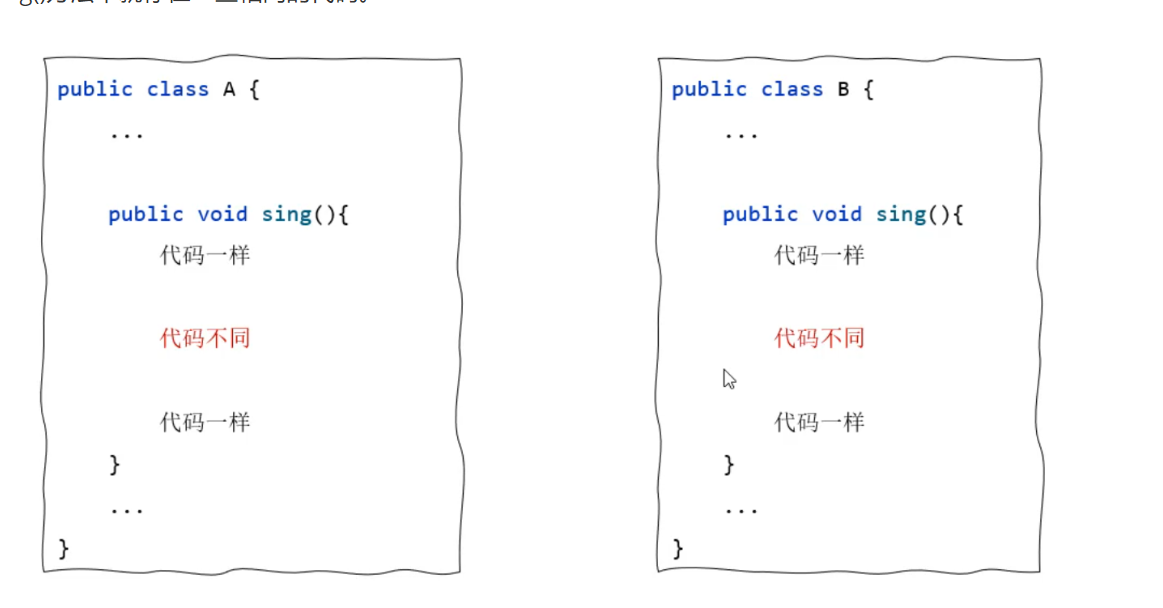 public class A {
...
public void sing(){
代码一样
代码不同
代码一样
}
...
}
public class B {
...
public void sing(){
代码一样
代码不同
代码一样
}
...
}